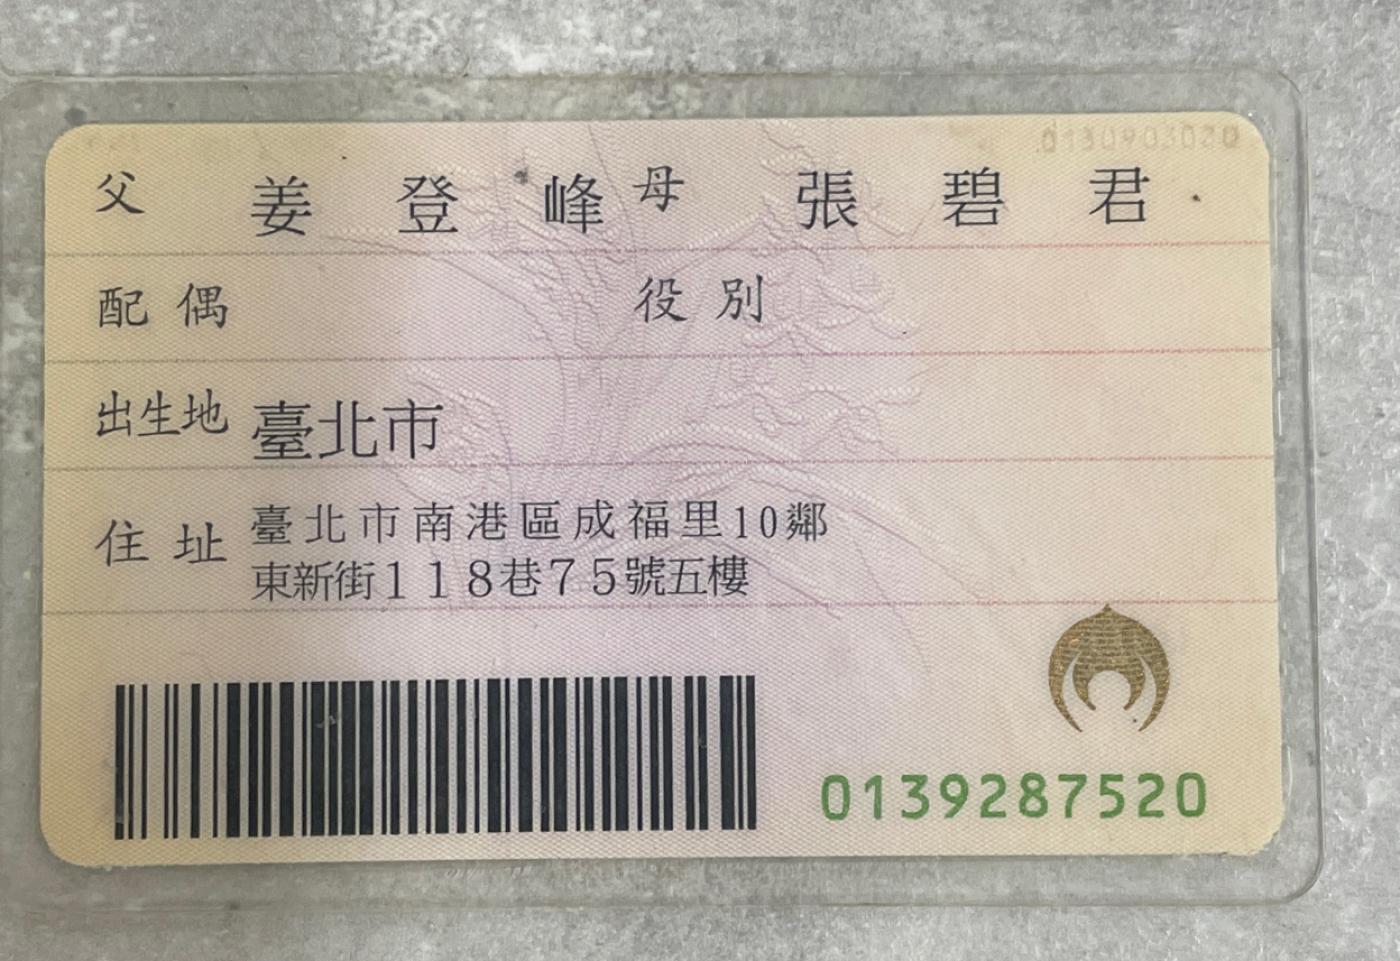 父 姜登峰 母 張碧君
配偶 役別
出生地 臺北市
住址 臺北市南港區成福里10鄰
東新街118巷75號五樓
0139287520